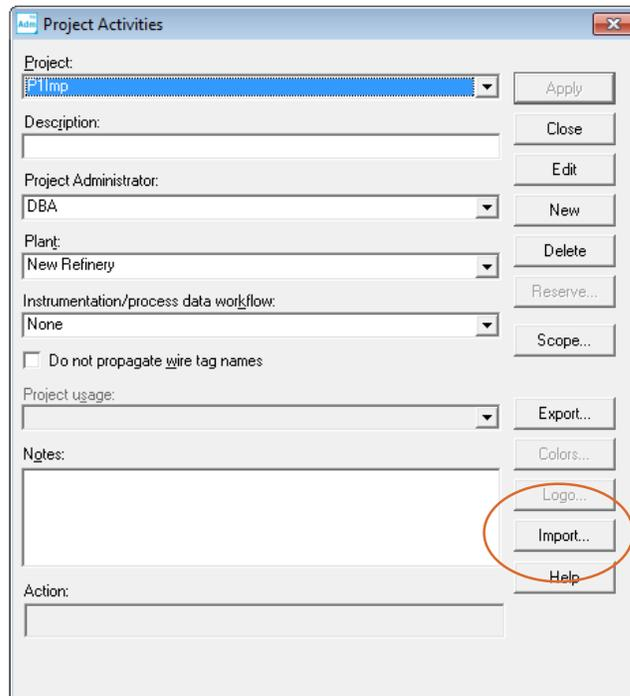 Adm Project Activities
Project:
P1Imp
Apply
Description:
Close
Edit
Project Administrator:
DBA
New
Plant:
New Refinery
Delete
Instrumentation/process data workflow:
Reserve...
None
Scope...
Do not propagate wire tag names
Project usage:
Export...
Notes:
Colors...
Logo...
Import...
Help
Action: